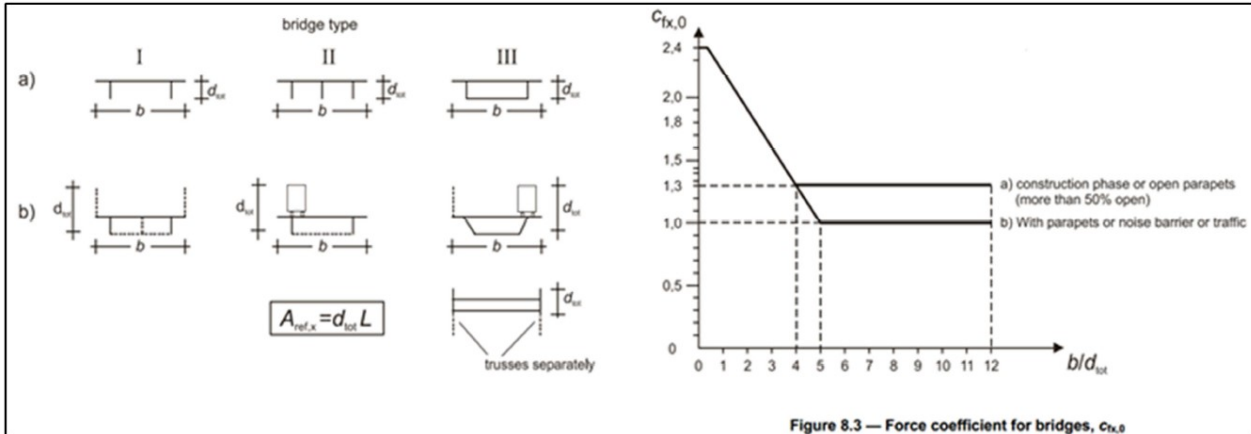 bridge type
I II III
a)
d_tot d_tot d_tot
b b b
b)
d_tot d_tot d_tot
b b b
A_ref,x = d_tot L
d_tot
trusses separately
c_fx,0
2,4
2,0
1,8
1,5
1,3
1,0
0,5
0
0 1 2 3 4 5 6 7 8 9 10 11 12
b/d_tot
a) construction phase or open parapets
(more than 50% open)
b) With parapets or noise barrier or traffic
Figure 8.3 — Force coefficient for bridges, c_fx,0